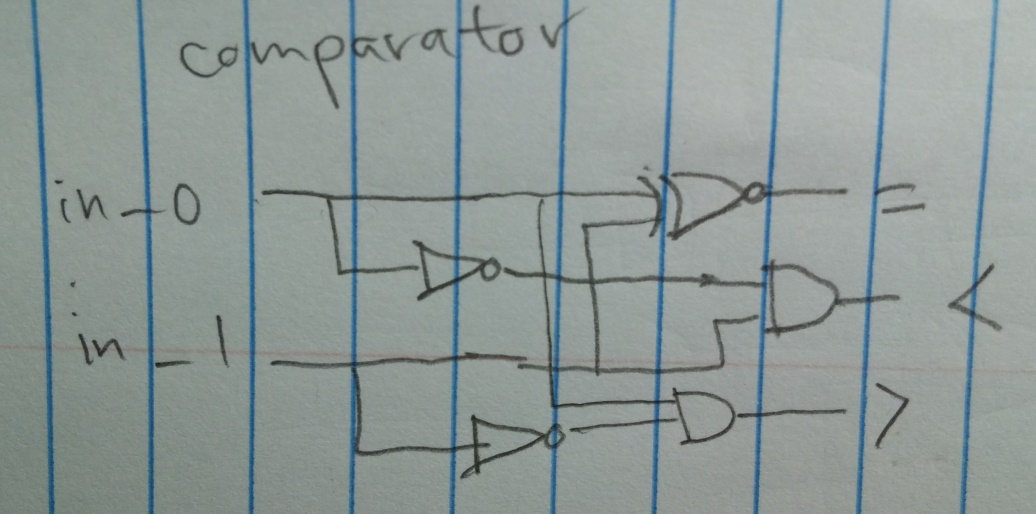 comparator
in_0
=
<
in_1
>